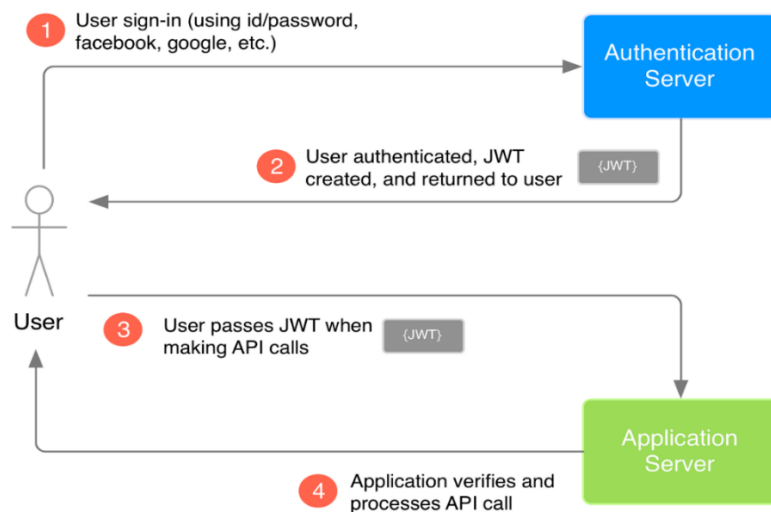 1
User sign-in (using id/password,
facebook, google, etc.)
Authentication
Server
2
User authenticated, JWT
created, and returned to user
{JWT}
User
3
User passes JWT when
making API calls
{JWT}
Application
Server
4
Application verifies and
processes API call